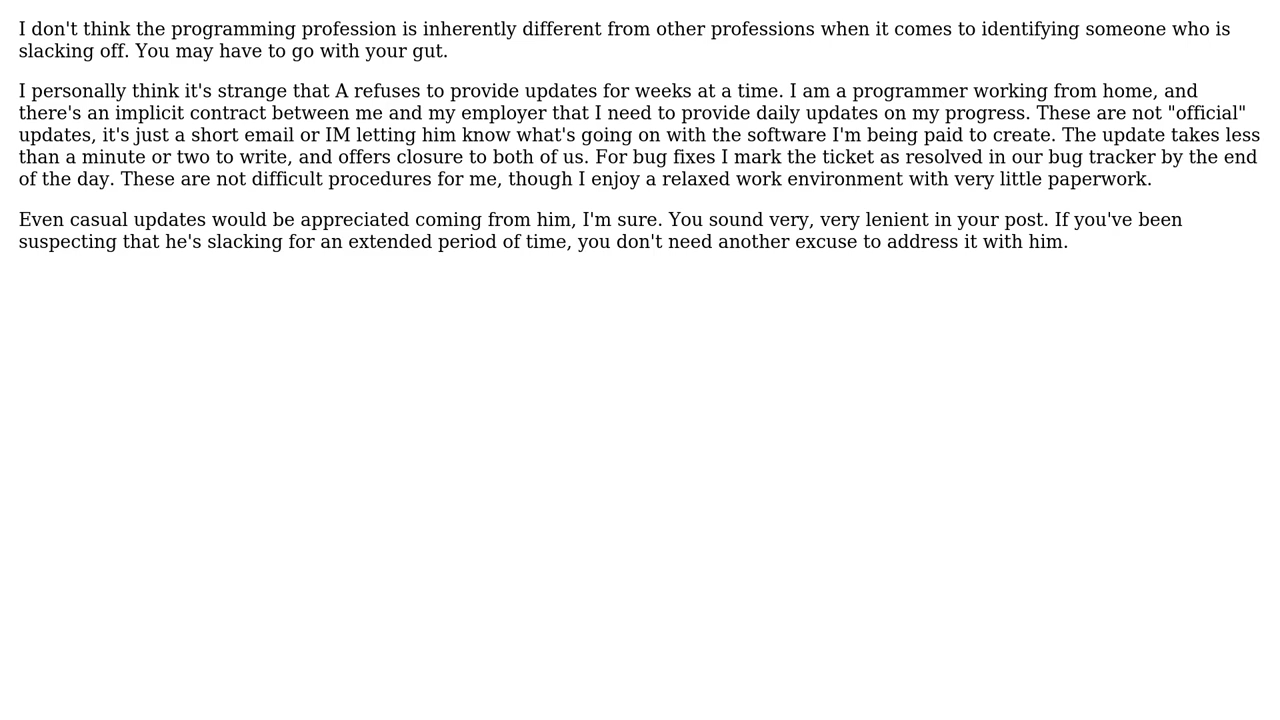 I don't think the programming profession is inherently different from other professions when it comes to identifying someone who is
slacking off. You may have to go with your gut.
I personally think it's strange that A refuses to provide updates for weeks at a time. I am a programmer working from home, and
there's an implicit contract between me and my employer that I need to provide daily updates on my progress. These are not "official"
updates, it's just a short email or IM letting him know what's going on with the software I'm being paid to create. The update takes less
than a minute or two to write, and offers closure to both of us. For bug fixes I mark the ticket as resolved in our bug tracker by the end
of the day. These are not difficult procedures for me, though I enjoy a relaxed work environment with very little paperwork.
Even casual updates would be appreciated coming from him, I'm sure. You sound very, very lenient in your post. If you've been
suspecting that he's slacking for an extended period of time, you don't need another excuse to address it with him.